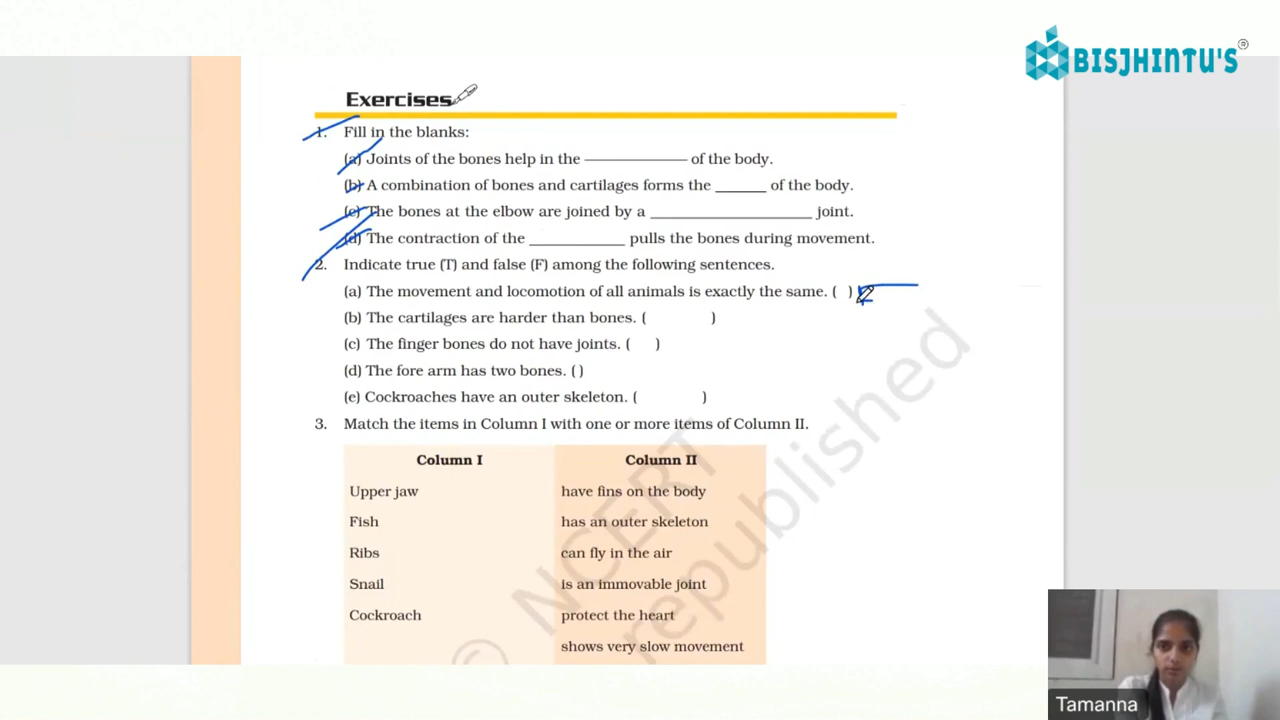 BISJHINTU'S ®
Exercises
1. Fill in the blanks:
(a) Joints of the bones help in the ____________ of the body.
(b) A combination of bones and cartilages forms the ______ of the body.
(c) The bones at the elbow are joined by a ___________________ joint.
(d) The contraction of the ___________ pulls the bones during movement.
2. Indicate true (T) and false (F) among the following sentences.
(a) The movement and locomotion of all animals is exactly the same. ( )
(b) The cartilages are harder than bones. ( )
(c) The finger bones do not have joints. ( )
(d) The fore arm has two bones. ( )
(e) Cockroaches have an outer skeleton. ( )
3. Match the items in Column I with one or more items of Column II.
Column I Column II
Upper jaw have fins on the body
Fish has an outer skeleton
Ribs can fly in the air
Snail is an immovable joint
Cockroach protect the heart
shows very slow movement
© NCERT
republished
Tamanna